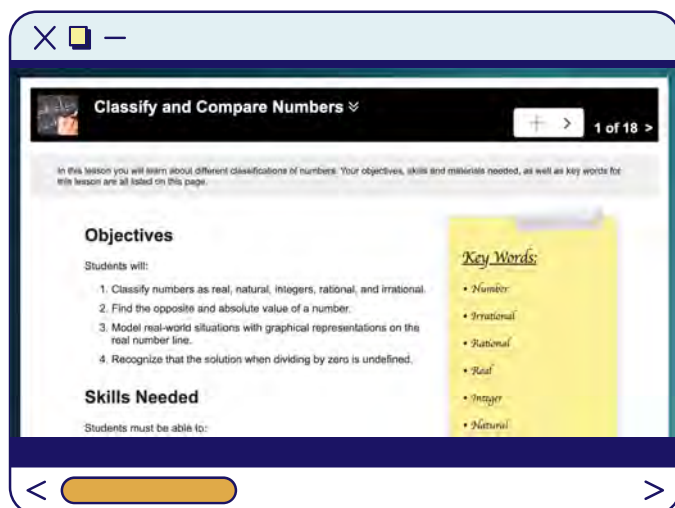 Classify and Compare Numbers
1 of 18 >
In this lesson you will learn about different classifications of numbers. Your objectives, skills and materials needed, as well as key words for
this lesson are all listed on this page.
Objectives
Students will:
1. Classify numbers as real, natural, integers, rational, and irrational.
2. Find the opposite and absolute value of a number.
3. Model real-world situations with graphical representations on the
real number line.
4. Recognize that the solution when dividing by zero is undefined.
Skills Needed
Students must be able to:
Key Words:
• Number
• Irrational
• Rational
• Real
• Integer
• Natural